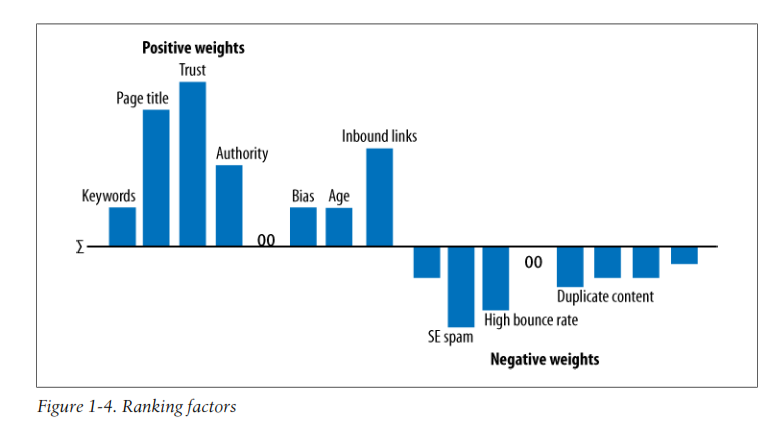 Positive weights
Trust
Page title
Inbound links
Authority
Keywords
Bias
Age
Σ
00
00
Duplicate content
High bounce rate
SE spam
Negative weights
Figure 1-4. Ranking factors